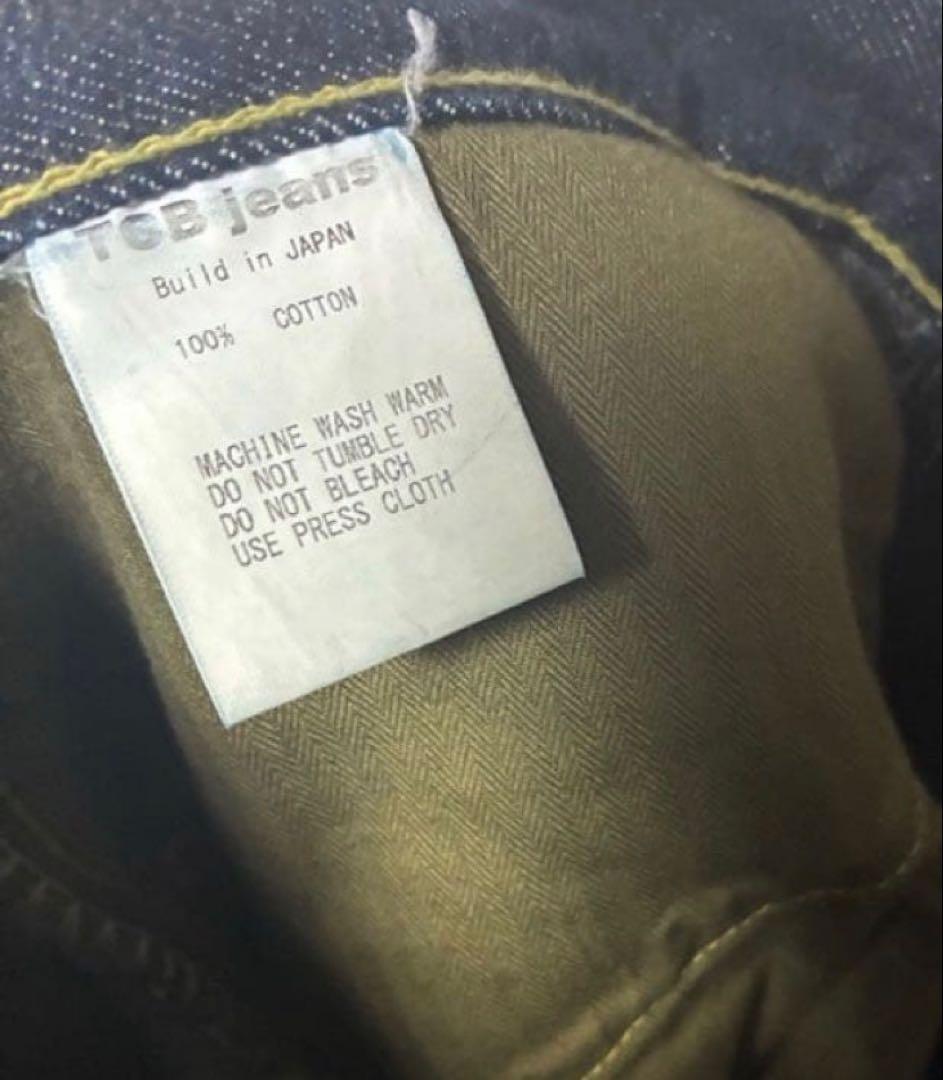 TCB jeans
Build in JAPAN
100% COTTON
MACHINE WASH WARM
DO NOT TUMBLE DRY
DO NOT BLEACH
USE PRESS CLOTH